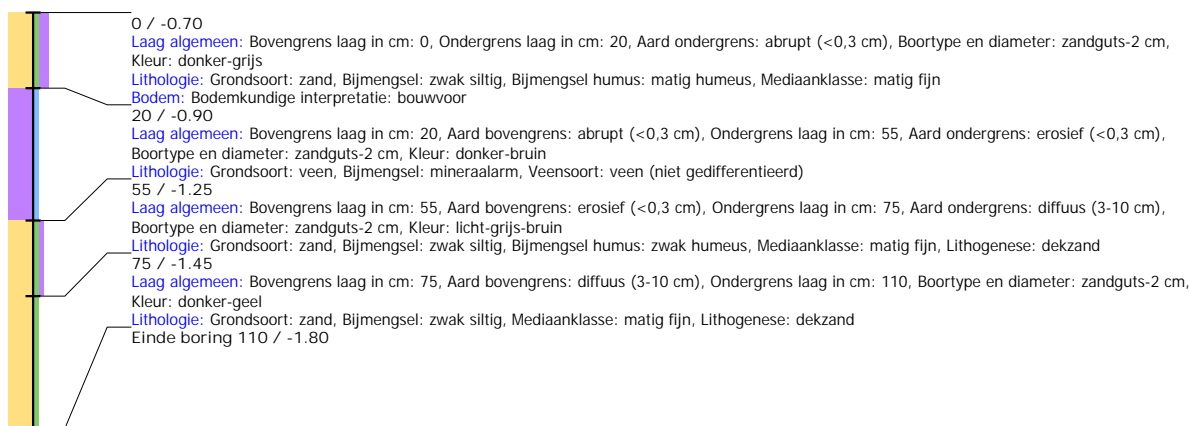 0 / -0.70
Laag algemeen: Bovengrens laag in cm: 0, Ondergrens laag in cm: 20, Aard ondergrens: abrupt (<0,3 cm), Boortype en diameter: zandguts-2 cm,
Kleur: donker-grijs
Lithologie: Grondsoort: zand, Bijmengsel: zwak siltig, Bijmengsel humus: matig humeus, Mediaanklasse: matig fijn
Bodem: Bodemkundige interpretatie: bouwvoor
20 / -0.90
Laag algemeen: Bovengrens laag in cm: 20, Aard bovengrens: abrupt (<0,3 cm), Ondergrens laag in cm: 55, Aard ondergrens: erosief (<0,3 cm),
Boortype en diameter: zandguts-2 cm, Kleur: donker-bruin
Lithologie: Grondsoort: veen, Bijmengsel: mineraalarm, Veensoort: veen (niet gedifferentieerd)
55 / -1.25
Laag algemeen: Bovengrens laag in cm: 55, Aard bovengrens: erosief (<0,3 cm), Ondergrens laag in cm: 75, Aard ondergrens: diffuus (3-10 cm),
Boortype en diameter: zandguts-2 cm, Kleur: licht-grijs-bruin
Lithologie: Grondsoort: zand, Bijmengsel: zwak siltig, Bijmengsel humus: zwak humeus, Mediaanklasse: matig fijn, Lithogenese: dekzand
75 / -1.45
Laag algemeen: Bovengrens laag in cm: 75, Aard bovengrens: diffuus (3-10 cm), Ondergrens laag in cm: 110, Boortype en diameter: zandguts-2 cm,
Kleur: donker-geel
Lithologie: Grondsoort: zand, Bijmengsel: zwak siltig, Mediaanklasse: matig fijn, Lithogenese: dekzand
Einde boring 110 / -1.80